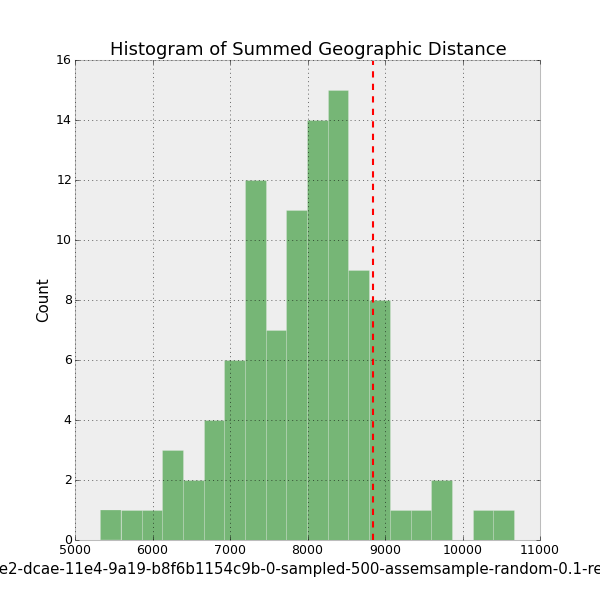 Histogram of Summed Geographic Distance
16
14
12
10
8
6
4
2
0
Count
5000 6000 7000 8000 9000 10000 11000
e2-dcae-11e4-9a19-b8f6b1154c9b-0-sampled-500-assemsample-random-0.1-re